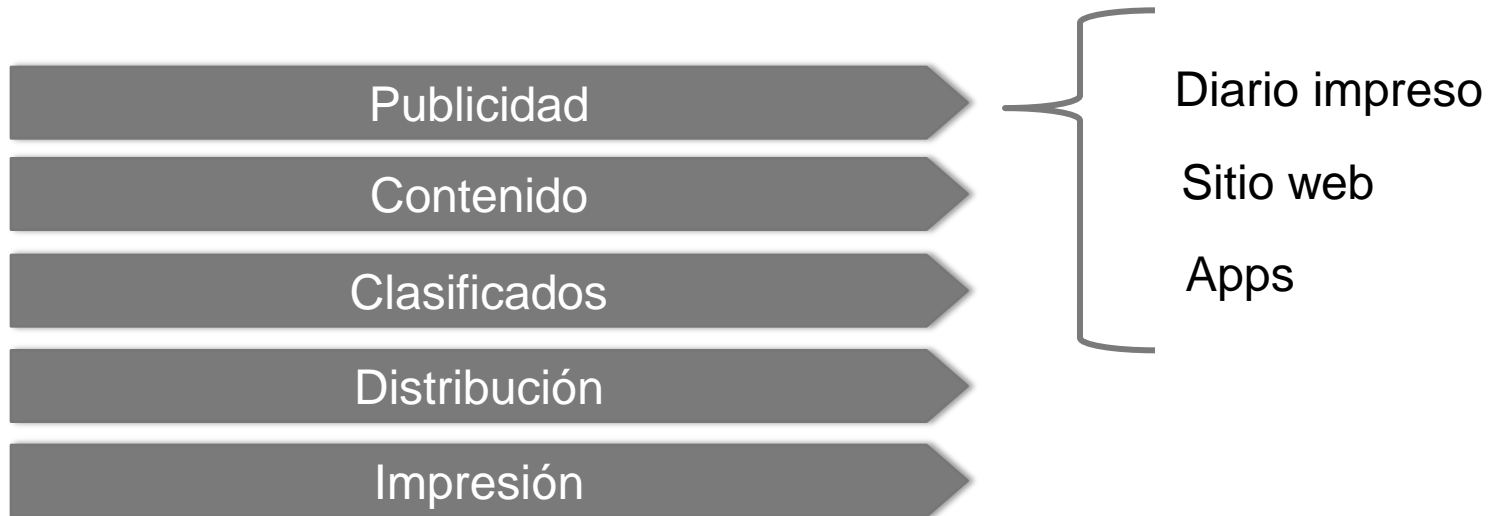 Publicidad
Contenido
Clasificados
Distribución
Impresión
Diario impreso
Sitio web
Apps